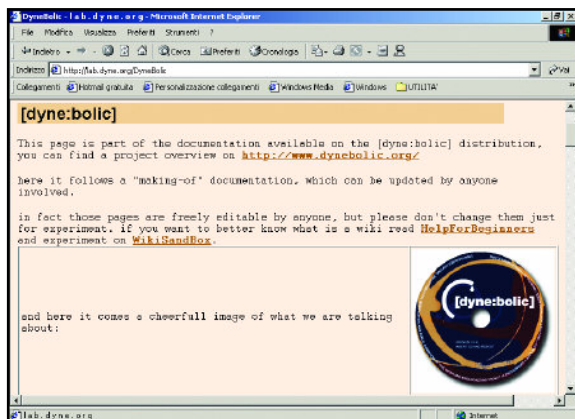 DyneBolic - lab.dyne.org - Microsoft Internet Explorer
File Modifica Visualizza Preferiti Strumenti ?
Indietro Cerca Preferiti Cronologia
Indirizzo http://lab.dyne.org/DyneBolic Vai
Collegamenti Hotmail gratuita Personalizzazione collegamenti Windows Media Windows UTILITA'
[dyne:bolic]
This page is part of the documentation available on the [dyne:bolic] distribution,
you can find a project overview on http://www.dynebolic.org/
here it follows a "making-of" documentation, which can be updated by anyone
involved.
in fact those pages are freely editable by anyone, but please don't change them just
for experiment. if you want to better know what is a wiki read HelpForBeginners
and experiment on WikiSandBox.
and here it comes a cheerfull image of what we are talking
about:
[dyne:bolic]
lab.dyne.org Internet